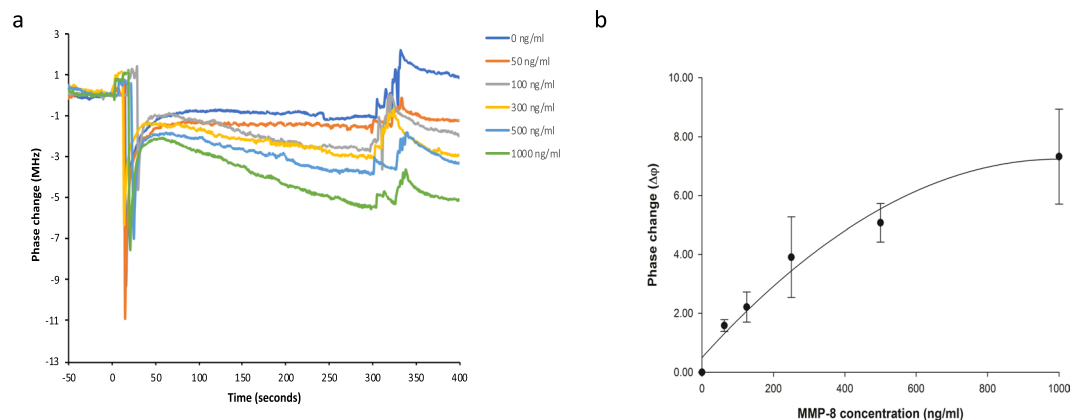 a
1
-1
-3
-5
-7
-9
-11
-13
Phase change (MHz)
-50
0
50
100
150
200
250
300
350
400
Time (seconds)
0 ng/ml
50 ng/ml
100 ng/ml
300 ng/ml
500 ng/ml
1000 ng/ml
3
b
10.00
8.00
6.00
4.00
2.00
0.00
Phase change (Δφ)
0
200
400
600
800
1000
MMP-8 concentration (ng/ml)